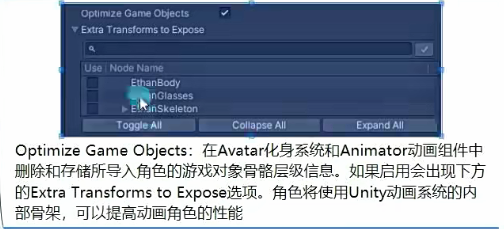 Optimize Game Objects
Extra Transforms to Expose
Use Node Name
EthanBody
EthanGlasses
EthanSkeleton
Toggle All Collapse All Expand All
Optimize Game Objects：在Avatar化身系统和Animator动画组件中
删除和存储所导入角色的游戏对象骨骼层级信息。如果启用会出现下方
的Extra Transforms to Expose选项。角色将使用Unity动画系统的内
部骨架，可以提高动画角色的性能